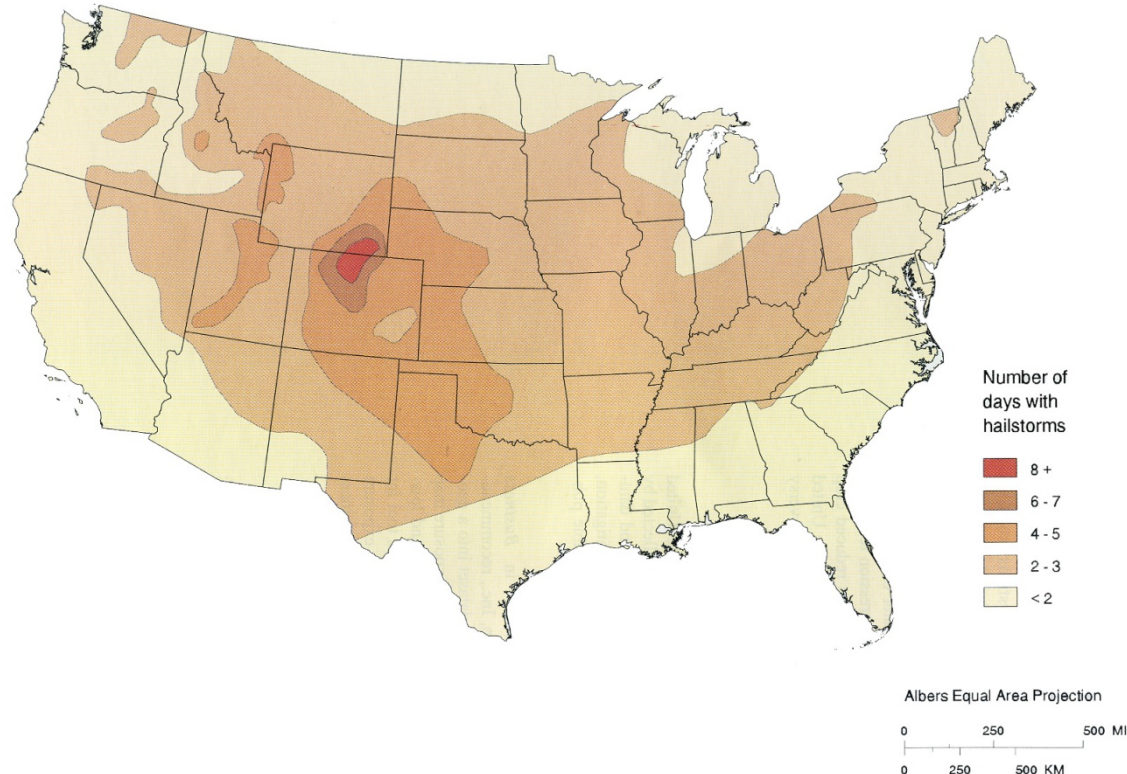 Number of
days with
hailstorms
8 +
6 - 7
4 - 5
2 - 3
< 2
Albers Equal Area Projection
0 250 500 MI
0 250 500 KM